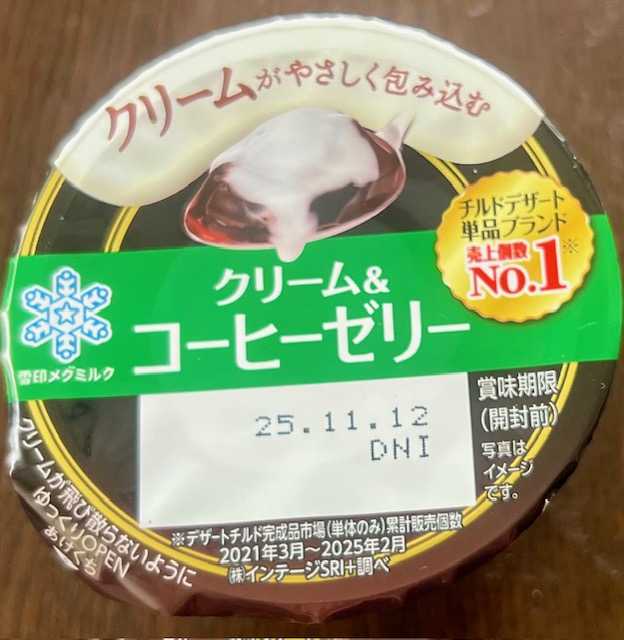 クリームがやさしく包み込む
チルドデザート
単品ブランド
売上個数
No.1※
クリーム&
コーヒーゼリー
雪印メグミルク
賞味期限
(開封前)
25.11.12
DNI
写真は
イメージ
です。
クリームが飛び散らないように
ゆっくりOPEN
あけくち
※デザートチルド完成品市場(単体のみ)累計販売個数
2021年3月〜2025年2月
㈱インテージSRI+調べ